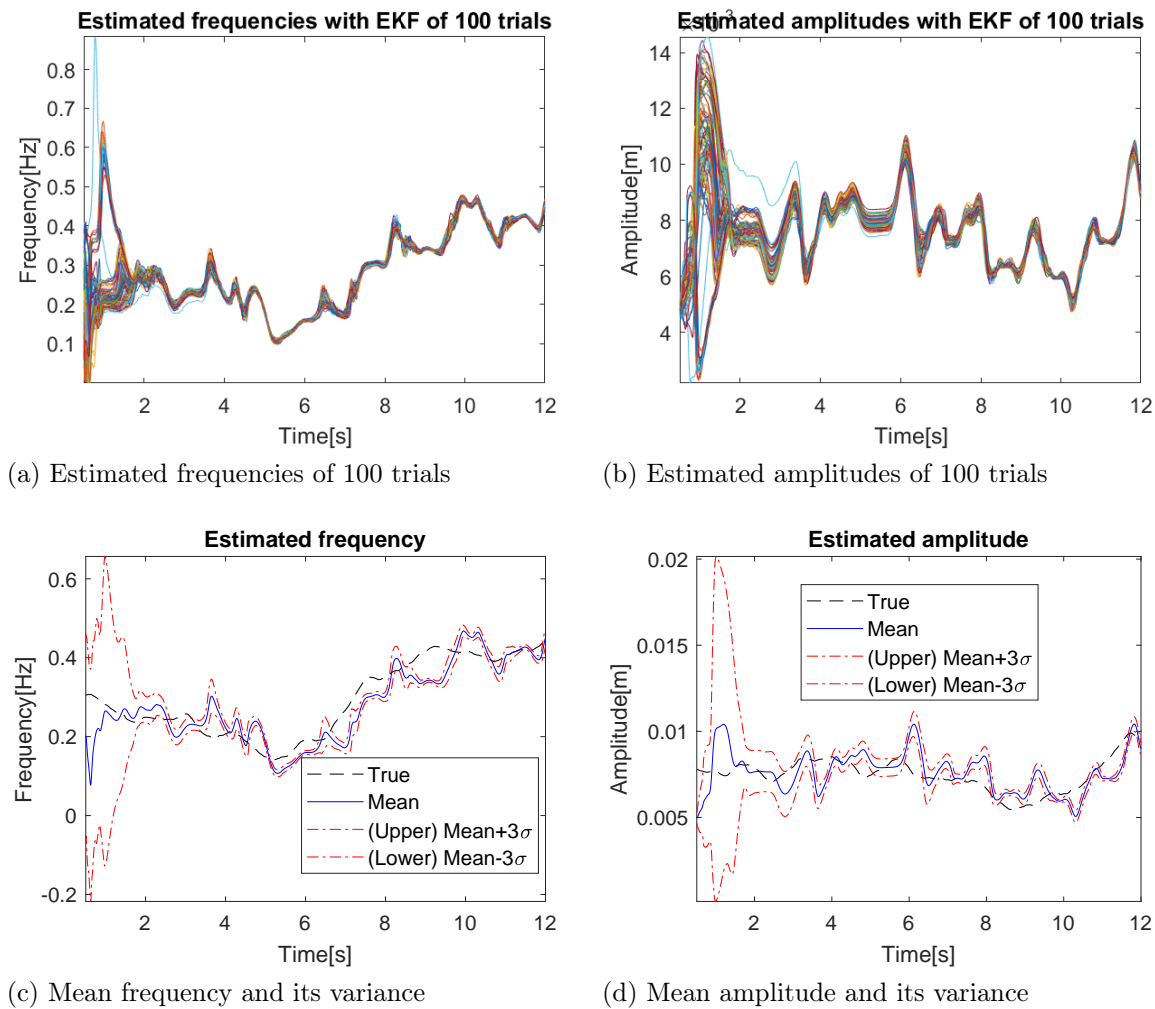 Estimated frequencies with EKF of 100 trials
0.8
0.7
0.6
0.5
0.4
0.3
0.2
0.1
Frequency[Hz]
2 4 6 8 10 12
Time[s]
(a) Estimated frequencies of 100 trials
Estimated amplitudes with EKF of 100 trials
14
12
10
8
6
4
Amplitude[m]
2 4 6 8 10 12
Time[s]
(b) Estimated amplitudes of 100 trials
Estimated frequency
0.6
0.4
0.2
0
-0.2
Frequency[Hz]
True
Mean
(Upper) Mean+3σ
(Lower) Mean-3σ
2 4 6 8 10 12
Time[s]
(c) Mean frequency and its variance
Estimated amplitude
0.02
0.015
0.01
0.005
Amplitude[m]
True
Mean
(Upper) Mean+3σ
(Lower) Mean-3σ
2 4 6 8 10 12
Time[s]
(d) Mean amplitude and its variance